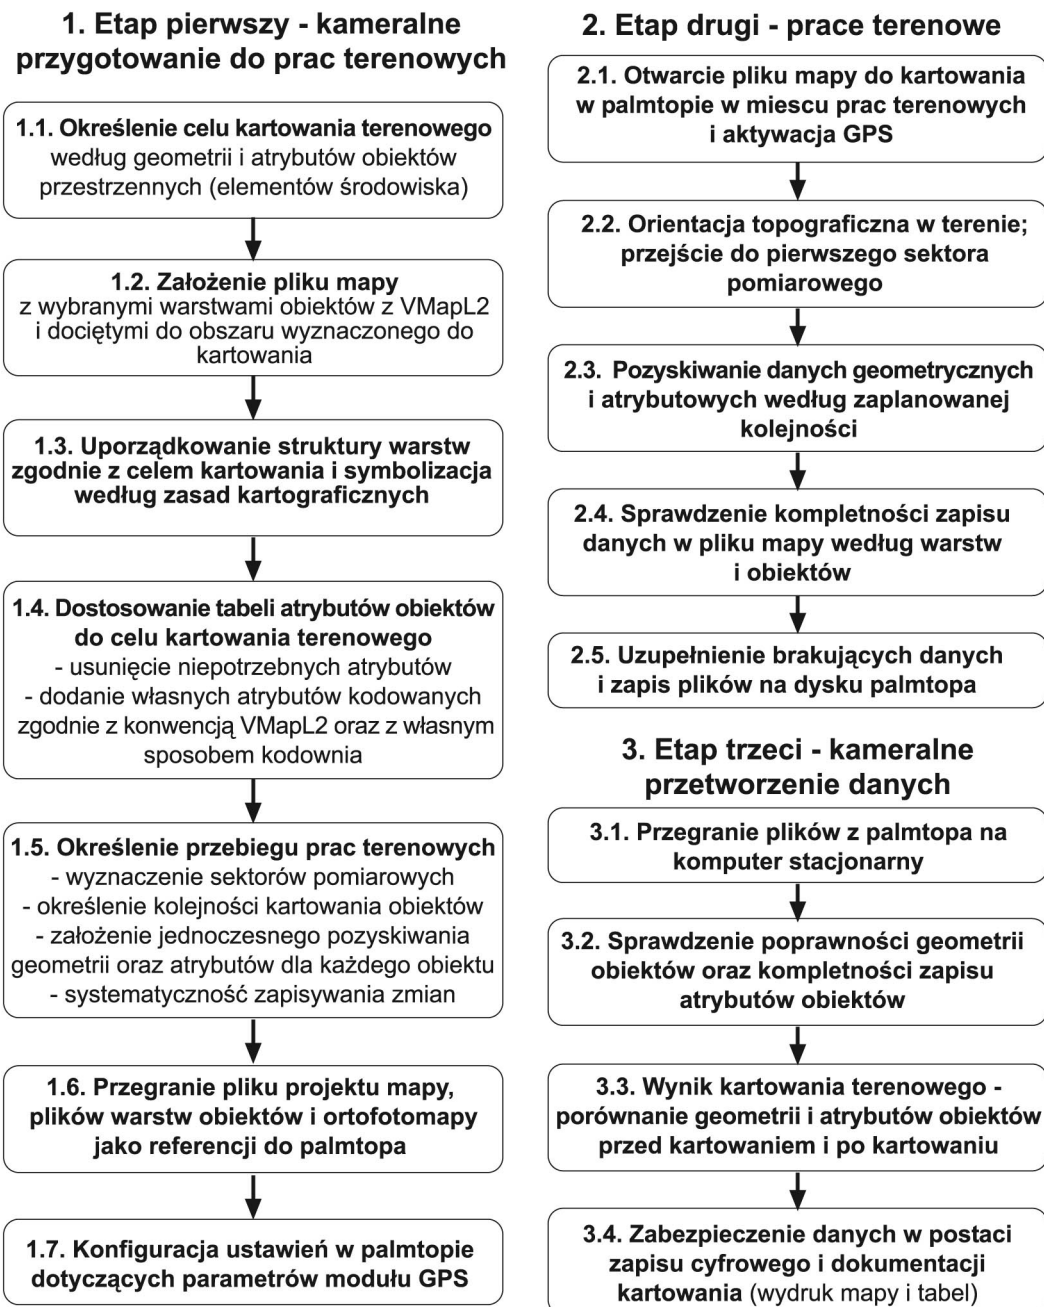 1. Etap pierwszy - kameralne
przygotowanie do prac terenowych
1.1. Określenie celu kartowania terenowego
według geometrii i atrybutów obiektów
przestrzennych (elementów środowiska)
1.2. Założenie pliku mapy
z wybranymi warstwami obiektów z VMapL2
i dociętymi do obszaru wyznaczonego do
kartowania
1.3. Uporządkowanie struktury warstw
zgodnie z celem kartowania i symbolizacja
według zasad kartograficznych
1.4. Dostosowanie tabeli atrybutów obiektów
do celu kartowania terenowego
- usunięcie niepotrzebnych atrybutów
- dodanie własnych atrybutów kodowanych
zgodnie z konwencją VMapL2 oraz z własnym
sposobem kodownia
1.5. Określenie przebiegu prac terenowych
- wyznaczenie sektorów pomiarowych
- określenie kolejności kartowania obiektów
- założenie jednoczesnego pozyskiwania
geometrii oraz atrybutów dla każdego obiektu
- systematyczność zapisywania zmian
1.6. Przegranie pliku projektu mapy,
plików warstw obiektów i ortofotomapy
jako referencji do palmtopa
1.7. Konfiguracja ustawień w palmtopie
dotyczących parametrów modułu GPS
2. Etap drugi - prace terenowe
2.1. Otwarcie pliku mapy do kartowania
w palmtopie w miescu prac terenowych
i aktywacja GPS
2.2. Orientacja topograficzna w terenie;
przejście do pierwszego sektora
pomiarowego
2.3. Pozyskiwanie danych geometrycznych
i atrybutowych według zaplanowanej
kolejności
2.4. Sprawdzenie kompletności zapisu
danych w pliku mapy według warstw
i obiektów
2.5. Uzupełnienie brakujących danych
i zapis plików na dysku palmtopa
3. Etap trzeci - kameralne
przetworzenie danych
3.1. Przegranie plików z palmtopa na
komputer stacjonarny
3.2. Sprawdzenie poprawności geometrii
obiektów oraz kompletności zapisu
atrybutów obiektów
3.3. Wynik kartowania terenowego -
porównanie geometrii i atrybutów obiektów
przed kartowaniem i po kartowaniu
3.4. Zabezpieczenie danych w postaci
zapisu cyfrowego i dokumentacji
kartowania (wydruk mapy i tabel)